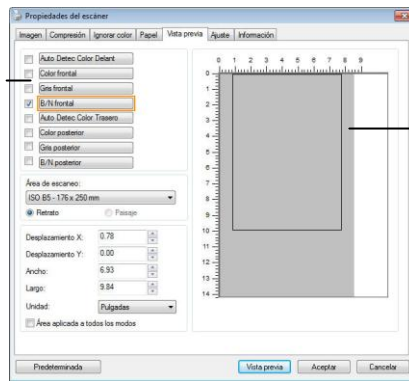 Propiedades del escáner
Imagen Compresión Ignorar color Papel Vista previa Ajuste Información
Auto Detec Color Delant
Color frontal
Gris frontal
B/N frontal
Auto Detec Color Trasero
Color posterior
Gris posterior
B/N posterior
Área de escaneo:
ISO B5 - 176 x 250 mm
Retrato Paisaje
Desplazamiento X: 0.78
Desplazamiento Y: 0.00
Ancho: 6.93
Largo: 9.84
Unidad: Pulgadas
Área aplicada a todos los modos
0 1 2 3 4 5 6 7 8 9
0
1
2
3
4
5
6
7
8
9
10
11
12
13
14
Predeterminada Vista previa Aceptar Cancelar